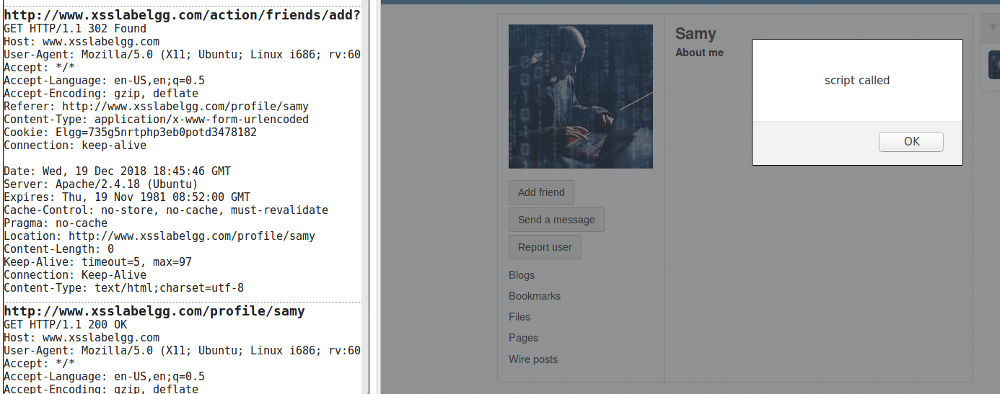 http://www.xsslabelgg.com/action/friends/add?
GET HTTP/1.1 302 Found
Host: www.xsslabelgg.com
User-Agent: Mozilla/5.0 (X11; Ubuntu; Linux i686; rv:60
Accept: */*
Accept-Language: en-US,en;q=0.5
Accept-Encoding: gzip, deflate
Referer: http://www.xsslabelgg.com/profile/samy
Content-Type: application/x-www-form-urlencoded
Cookie: Elgg=735g5nrtphp3eb0potd3478182
Connection: keep-alive
Date: Wed, 19 Dec 2018 18:45:46 GMT
Server: Apache/2.4.18 (Ubuntu)
Expires: Thu, 19 Nov 1981 08:52:00 GMT
Cache-Control: no-store, no-cache, must-revalidate
Pragma: no-cache
Location: http://www.xsslabelgg.com/profile/samy
Content-Length: 0
Keep-Alive: timeout=5, max=97
Connection: Keep-Alive
Content-Type: text/html;charset=utf-8
http://www.xsslabelgg.com/profile/samy
GET HTTP/1.1 200 OK
Host: www.xsslabelgg.com
User-Agent: Mozilla/5.0 (X11; Ubuntu; Linux i686; rv:60
Accept: */*
Accept-Language: en-US,en;q=0.5
Accept-Encoding: gzip, deflate
Samy
About me
script called
OK
Add friend
Send a message
Report user
Blogs
Bookmarks
Files
Pages
Wire posts